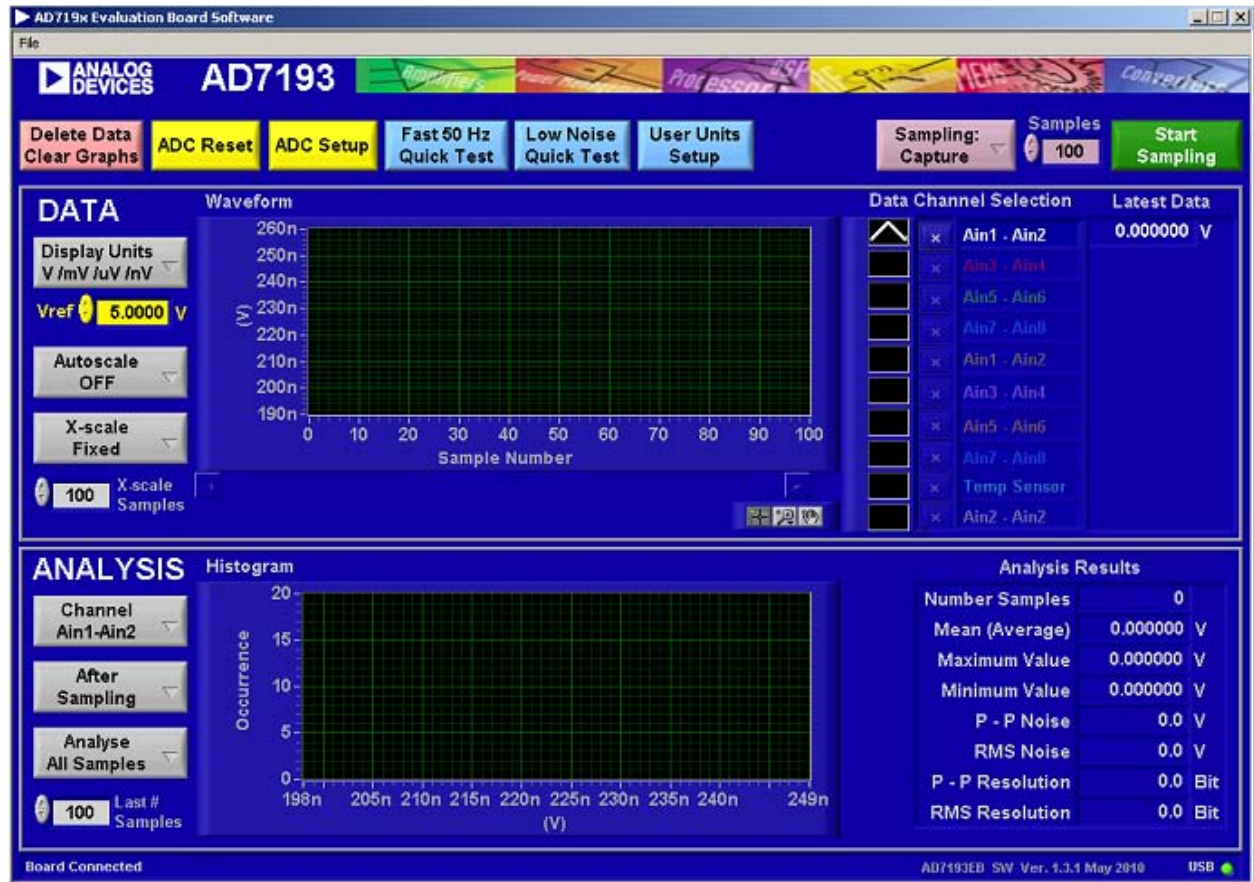 AD719x Evaluation Board Software
File
ANALOG DEVICES
AD7193
Amplifiers
Power Management
Processors
DSP
RF
MEMS
Converters
Delete Data
Clear Graphs
ADC Reset
ADC Setup
Fast 50 Hz
Quick Test
Low Noise
Quick Test
User Units
Setup
Sampling:
Capture
Samples
100
Start
Sampling
DATA
Waveform
Data Channel Selection
Latest Data
Display Units
V /mV /uV /nV
Vref 5.0000 V
Autoscale
OFF
X-scale
Fixed
100 X-scale
Samples
260n
250n
240n
230n
220n
210n
200n
190n
(V)
0 10 20 30 40 50 60 70 80 90 100
Sample Number
Ain1 - Ain2 0.000000 V
Ain3 - Ain4
Ain5 - Ain6
Ain7 - Ain8
Ain1 - Ain2
Ain3 - Ain4
Ain5 - Ain6
Ain7 - Ain8
Temp Sensor
Ain2 - Ain2
ANALYSIS
Histogram
Analysis Results
Channel
Ain1-Ain2
After
Sampling
Analyse
All Samples
100 Last #
Samples
20
15
10
5
0
Occurrence
198n 205n 210n 215n 220n 225n 230n 235n 240n 249n
(V)
Number Samples 0
Mean (Average) 0.000000 V
Maximum Value 0.000000 V
Minimum Value 0.000000 V
P - P Noise 0.0 V
RMS Noise 0.0 V
P - P Resolution 0.0 Bit
RMS Resolution 0.0 Bit
Board Connected
AD7193EB SW Ver. 1.3.1 May 2010
USB